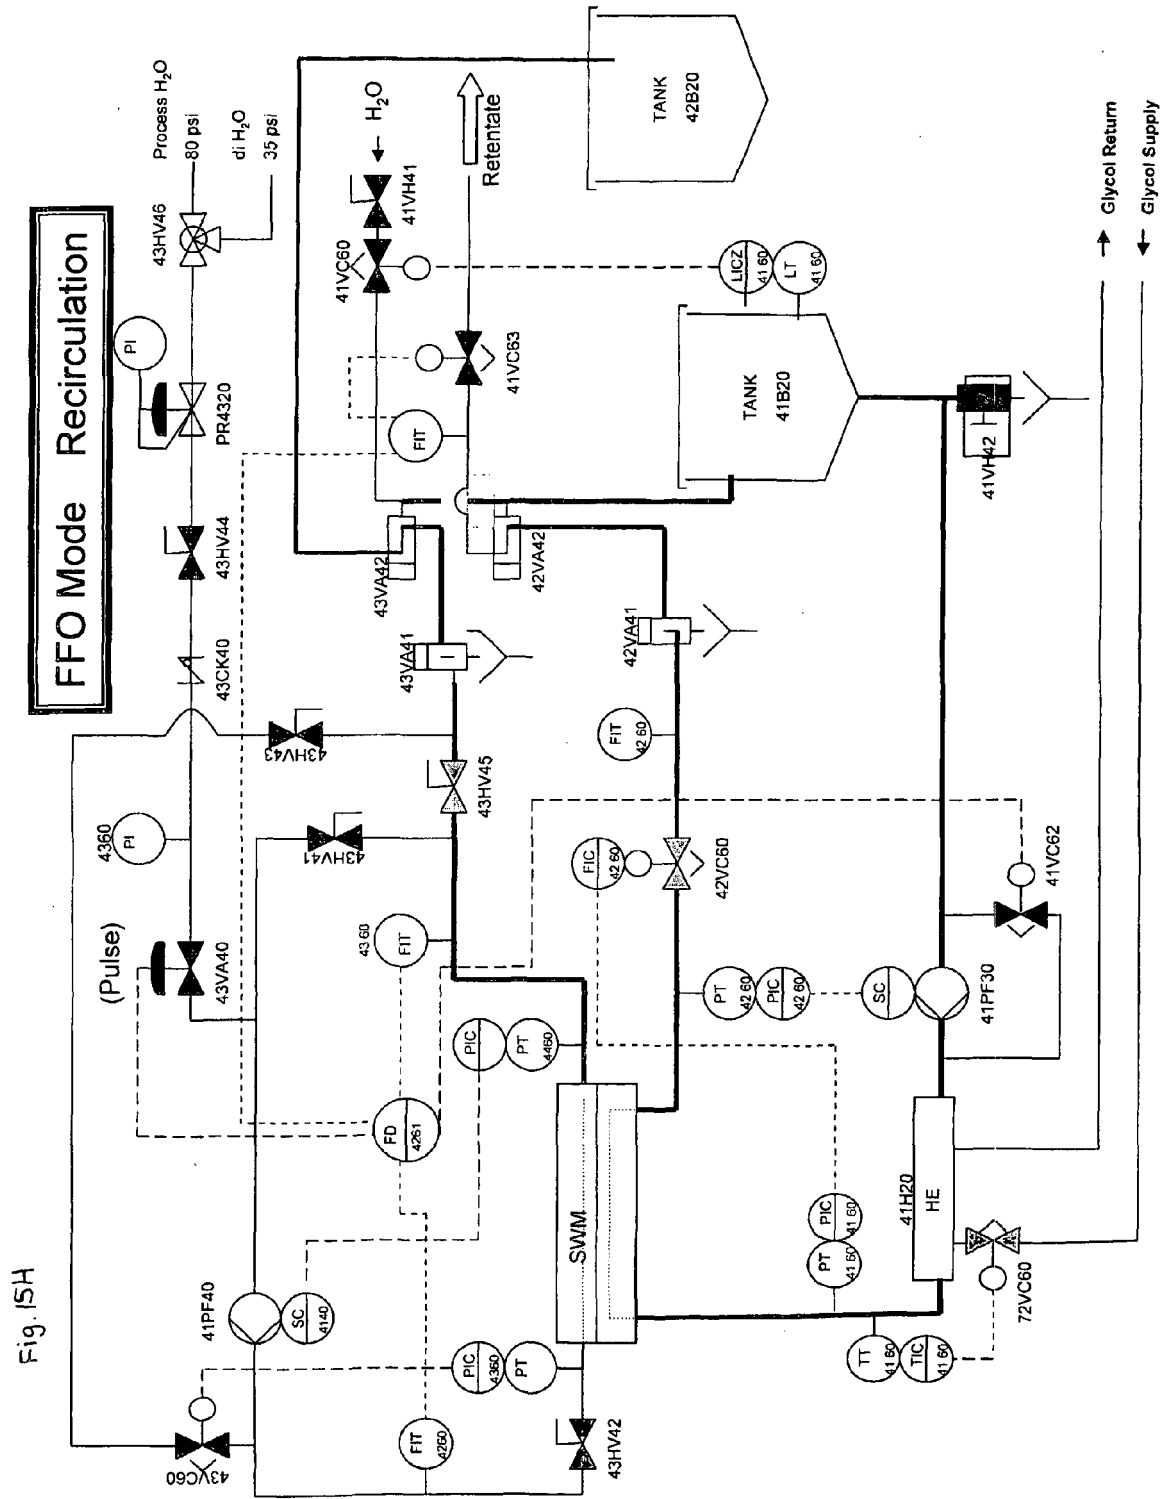 Fig. 15H
FFO Mode Recirculation
Process H2O
80 psi
di H2O
35 psi
43HV46
PI
PR4320
43HV44
43CK40
4360
PI
(Pulse)
43VA40
41PF40
SC
4140
43VC60
43HV43
43HV41
43HV45
43 60
FIT
FD
4261
PIC
PT
4460
FIT
4260
PIC
4360
PT
43HV42
SWM
H2O
41VH41
41VC60
Retentate
41VC63
FIT
43VA42
42VA42
43VA41
42VA41
FIT
42 60
FIC
42 60
42VC60
PT
42 60
PIC
42 60
SC
41PF30
41VC62
PIC
41 60
PT
41 60
TT
41 60
TIC
41 60
41H20
HE
72VC60
TANK
42B20
TANK
41B20
LICZ
41 60
LT
41 60
41VH42
Glycol Return
Glycol Supply